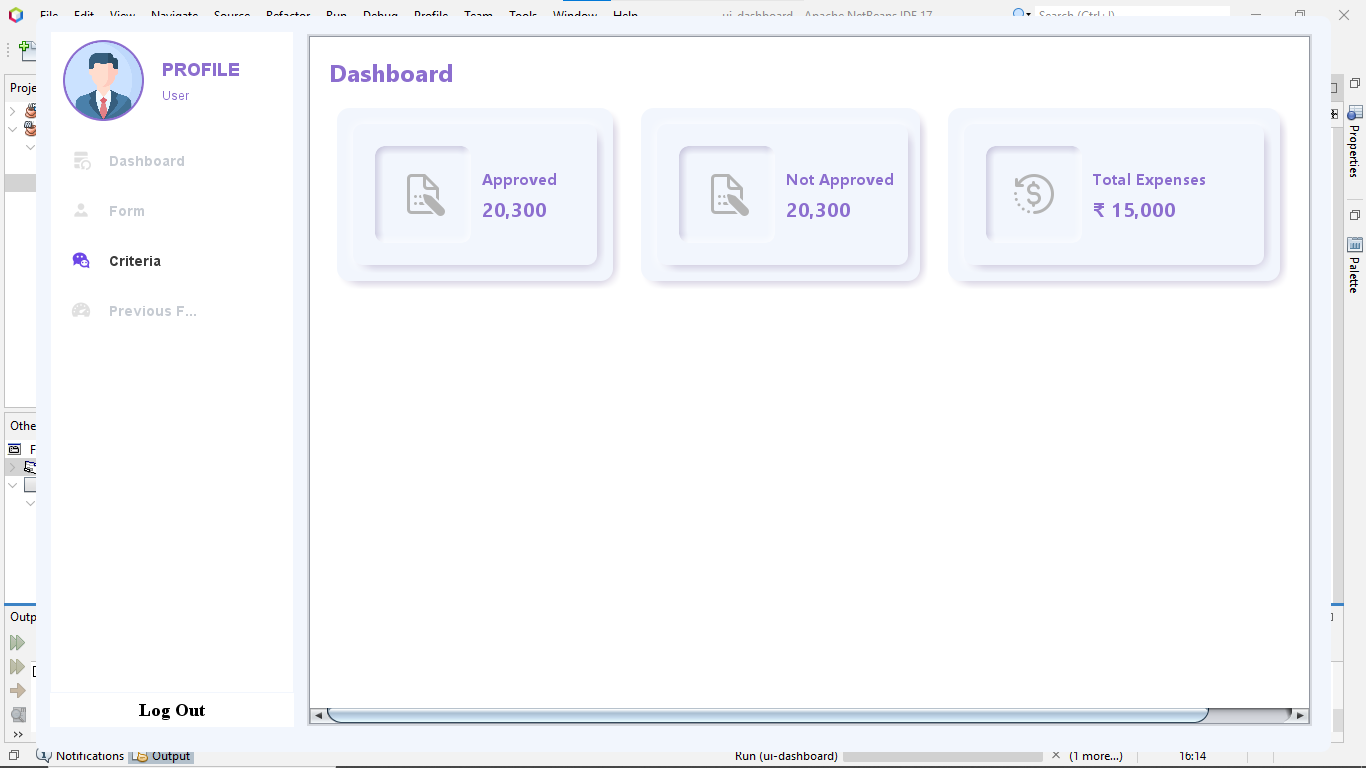 File Edit View Navigate Source Refactor Run Debug Profile Team Tools Window Help
ui-dashboard - Apache NetBeans IDE 17
Search (Ctrl+I)
Proje
PROFILE
User
Dashboard
Form
Criteria
Previous F...
Log Out
Dashboard
Approved
20,300
Not Approved
20,300
Total Expenses
₹ 15,000
Properties
Palette
Othe
F
Outp
Notifications
Output
Run (ui-dashboard)
(1 more...)
16:14